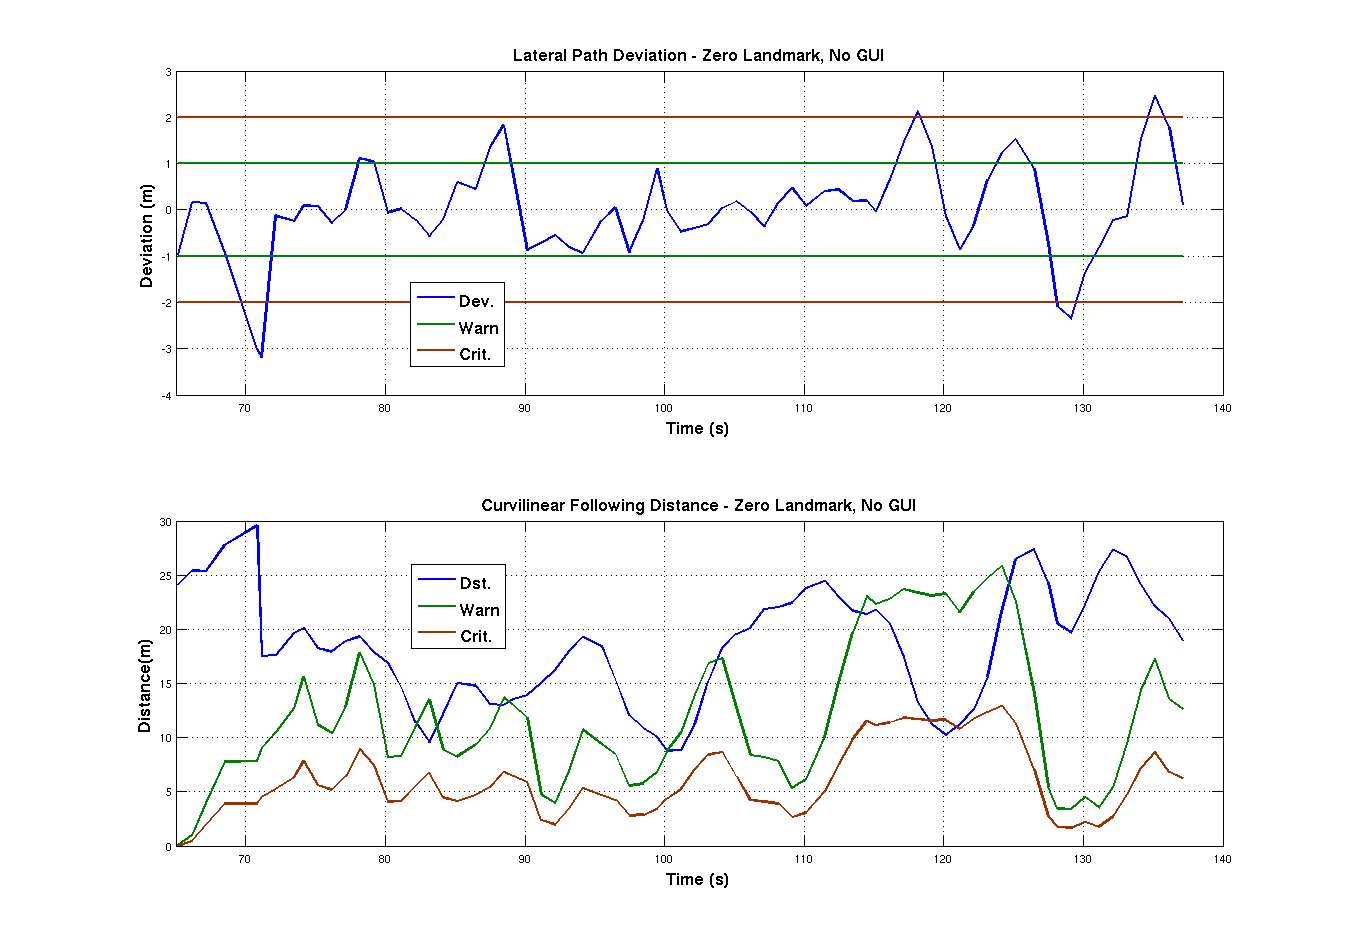 Lateral Path Deviation - Zero Landmark, No GUI
3
2
1
0
-1
-2
-3
-4
Deviation (m)
Dev.
Warn
Crit.
70 80 90 100 110 120 130 140
Time (s)
Curvilinear Following Distance - Zero Landmark, No GUI
30
25
20
15
10
5
0
Distance(m)
Dst.
Warn
Crit.
70 80 90 100 110 120 130 140
Time (s)